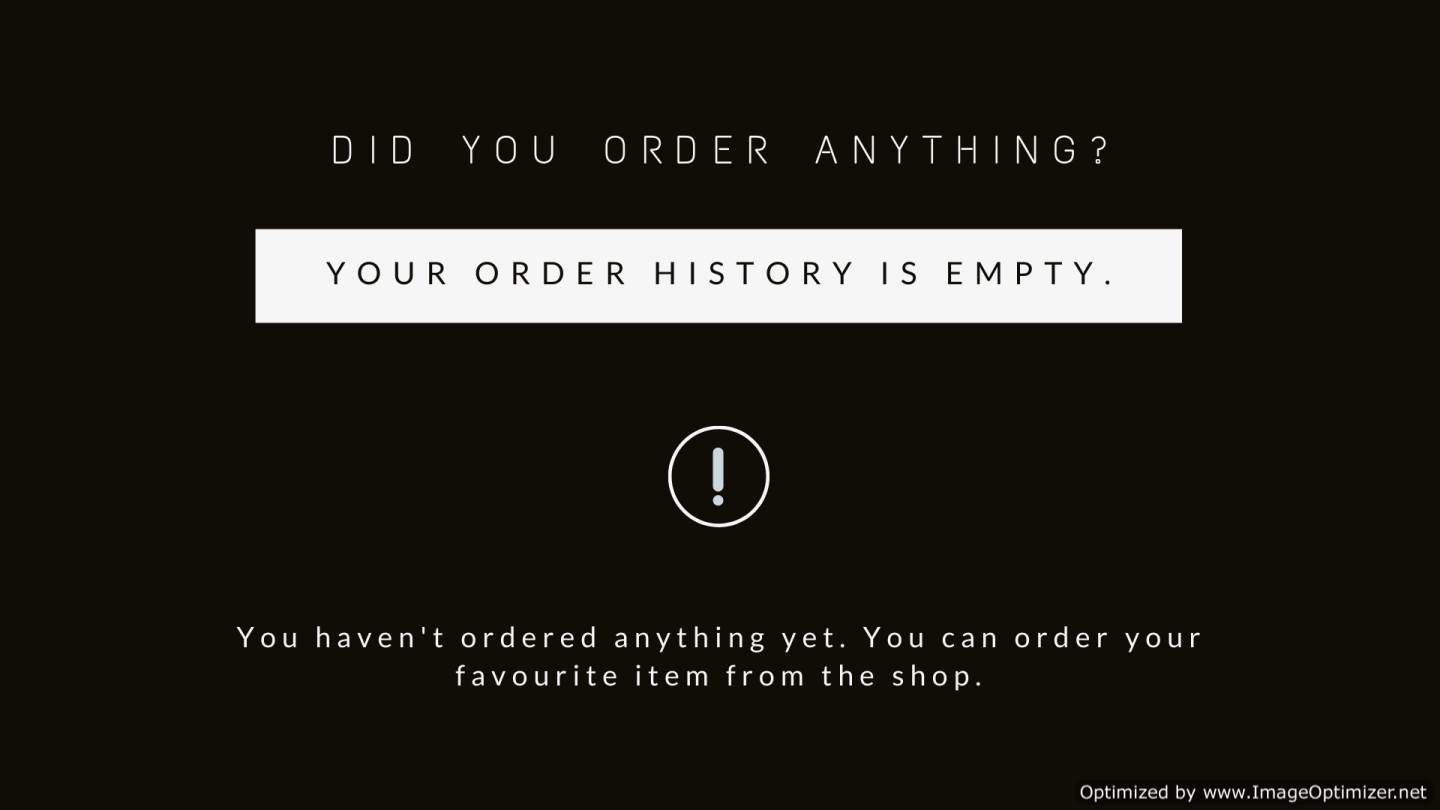 DID YOU ORDER ANYTHING?
YOUR ORDER HISTORY IS EMPTY.
You haven't ordered anything yet. You can order your
favourite item from the shop.
Optimized by www.ImageOptimizer.net